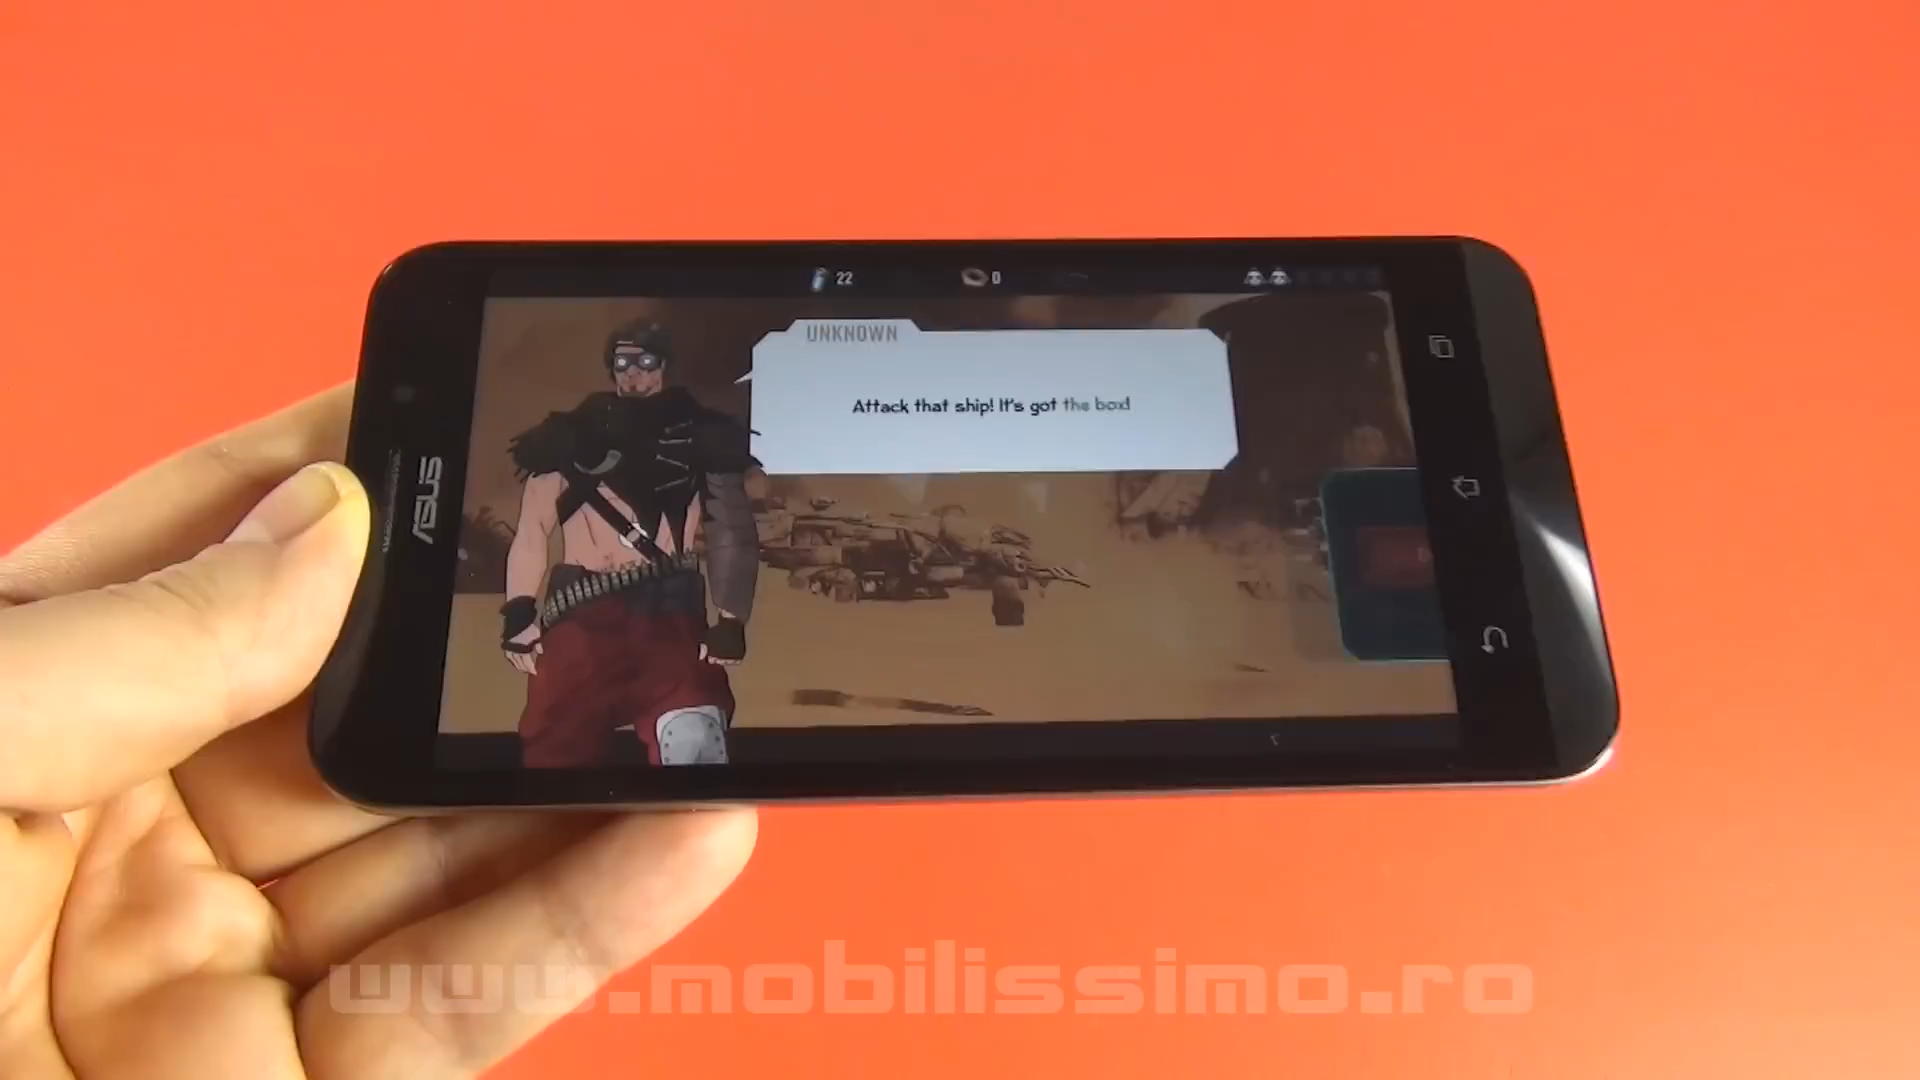 22
0
UNKNOWN
Attack that ship! It's got the box!
ASUS
www.mobilissimo.ro